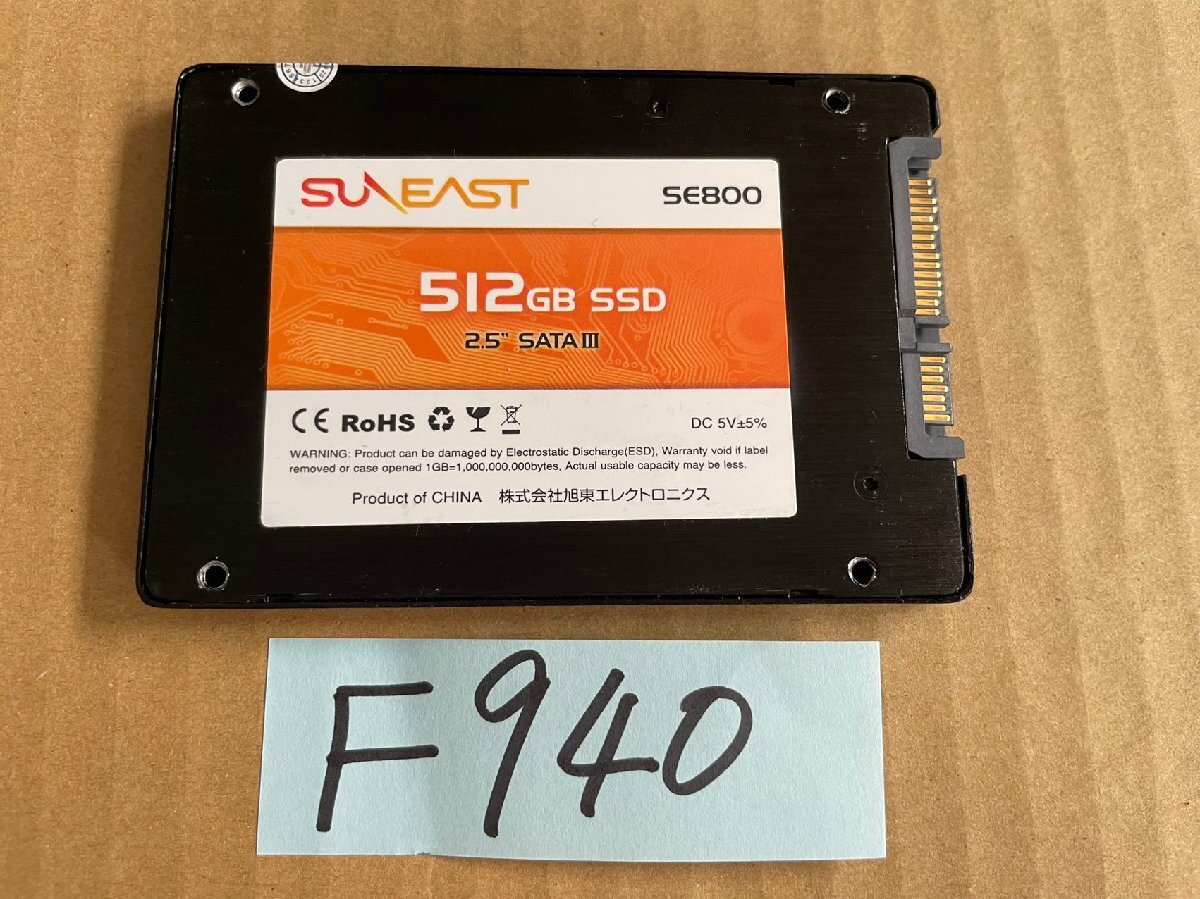 SUNEAST
SE800
512GB SSD
2.5" SATA III
CE RoHS
DC 5V±5%
WARNING: Product can be damaged by Electrostatic Discharge(ESD), Warranty void if label
removed or case opened 1GB=1,000,000,000bytes, Actual usable capacity may be less.
Product of CHINA 株式会社旭東エレクトロニクス
F940